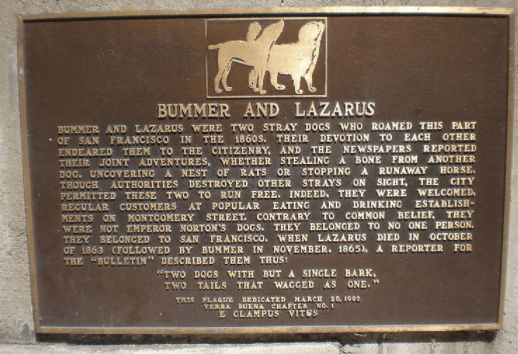 BUMMER AND LAZARUS
BUMMER AND LAZARUS WERE TWO STRAY DOGS WHO ROAMED THIS PART
OF SAN FRANCISCO IN THE 1860S. THEIR DEVOTION TO EACH OTHER
ENDEARED THEM TO THE CITIZENRY, AND THE NEWSPAPERS REPORTED
THEIR JOINT ADVENTURES, WHETHER STEALING A BONE FROM ANOTHER
DOG, UNCOVERING A NEST OF RATS OR STOPPING A RUNAWAY HORSE.
THOUGH AUTHORITIES DESTROYED OTHER STRAYS ON SIGHT, THE CITY
PERMITTED THESE TWO TO RUN FREE. INDEED, THEY WERE WELCOMED,
REGULAR CUSTOMERS AT POPULAR EATING AND DRINKING ESTABLISH-
MENTS ON MONTGOMERY STREET. CONTRARY TO COMMON BELIEF, THEY
WERE NOT EMPEROR NORTON'S DOGS. THEY BELONGED TO NO ONE PERSON.
THEY BELONGED TO SAN FRANCISCO. WHEN LAZARUS DIED IN OCTOBER
OF 1863 (FOLLOWED BY BUMMER IN NOVEMBER, 1865), A REPORTER FOR
THE "BULLETIN" DESCRIBED THEM THUS:
"TWO DOGS WITH BUT A SINGLE BARK,
TWO TAILS THAT WAGGED AS ONE."
THIS PLAQUE DEDICATED MARCH 28, 1992
YERBA BUENA CHAPTER NO. 1
E CLAMPUS VITUS